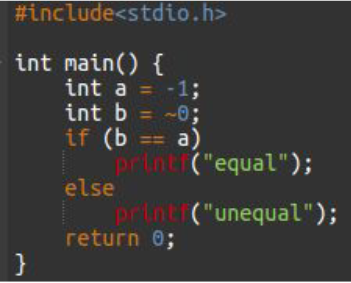 #include<stdio.h>
int main() {
    int a = -1;
    int b = ~0;
    if (b == a)
        printf("equal");
    else
        printf("unequal");
    return 0;
}